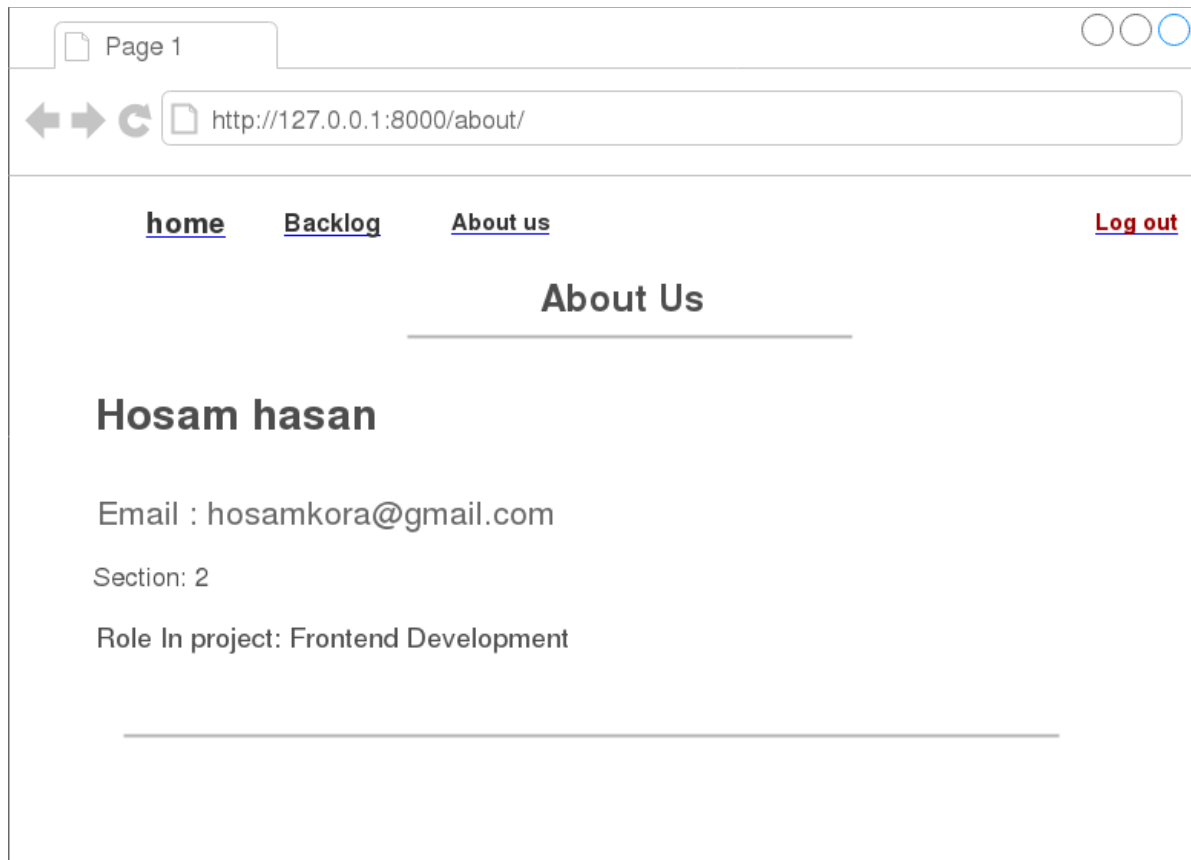 Page 1
http://127.0.0.1:8000/about/
home Backlog About us Log out
About Us
Hosam hasan
Email : hosamkora@gmail.com
Section: 2
Role In project: Frontend Development